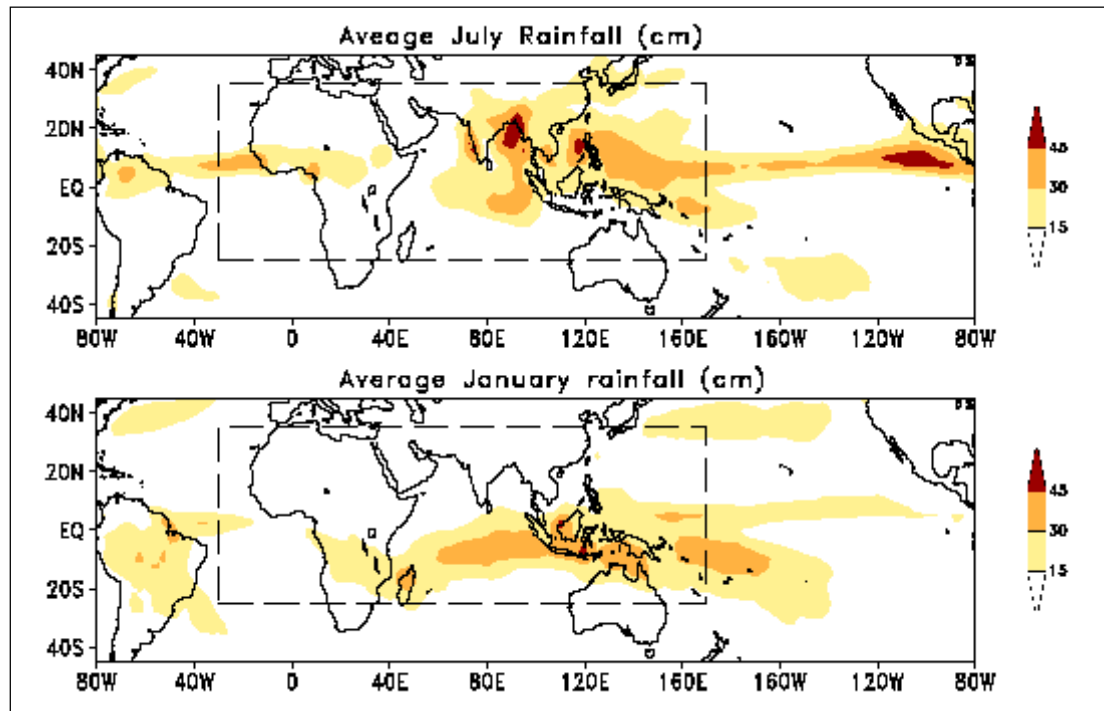 Aveage July Rainfall (cm)
40N
20N
EQ
20S
40S
80W 40W 0 40E 80E 120E 160E 160W 120W 80W
45
30
15
Average January rainfall (cm)
40N
20N
EQ
20S
40S
80W 40W 0 40E 80E 120E 160E 160W 120W 80W
45
30
15